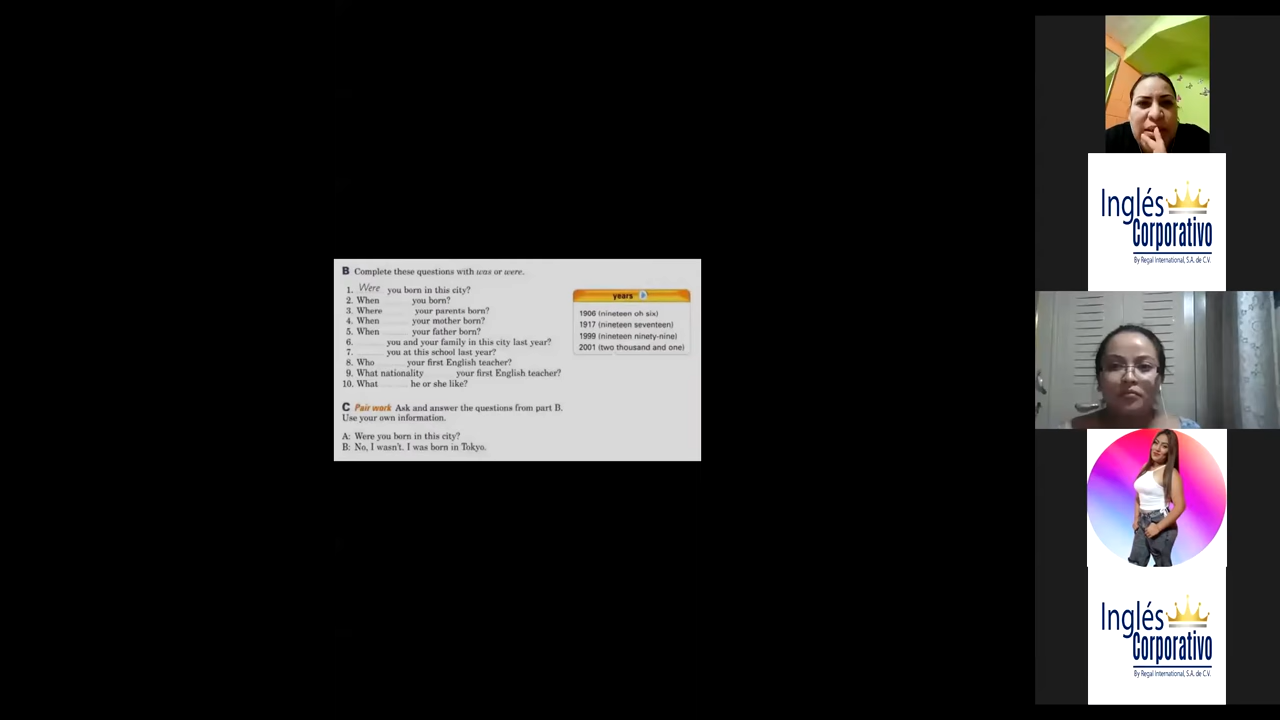 B Complete these questions with was or were.
1. Were you born in this city?
2. When you born?
3. Where your parents born?
4. When your mother born?
5. When your father born?
6. you and your family in this city last year?
7. you at this school last year?
8. Who your first English teacher?
9. What nationality your first English teacher?
10. What he or she like?
years
1906 (nineteen oh six)
1917 (nineteen seventeen)
1999 (nineteen ninety-nine)
2001 (two thousand and one)
C Pair work Ask and answer the questions from part B.
Use your own information.
A: Were you born in this city?
B: No, I wasn't. I was born in Tokyo.
Inglés
Corporativo
By Regal International, S.A. de C.V.
Inglés
Corporativo
By Regal International, S.A. de C.V.